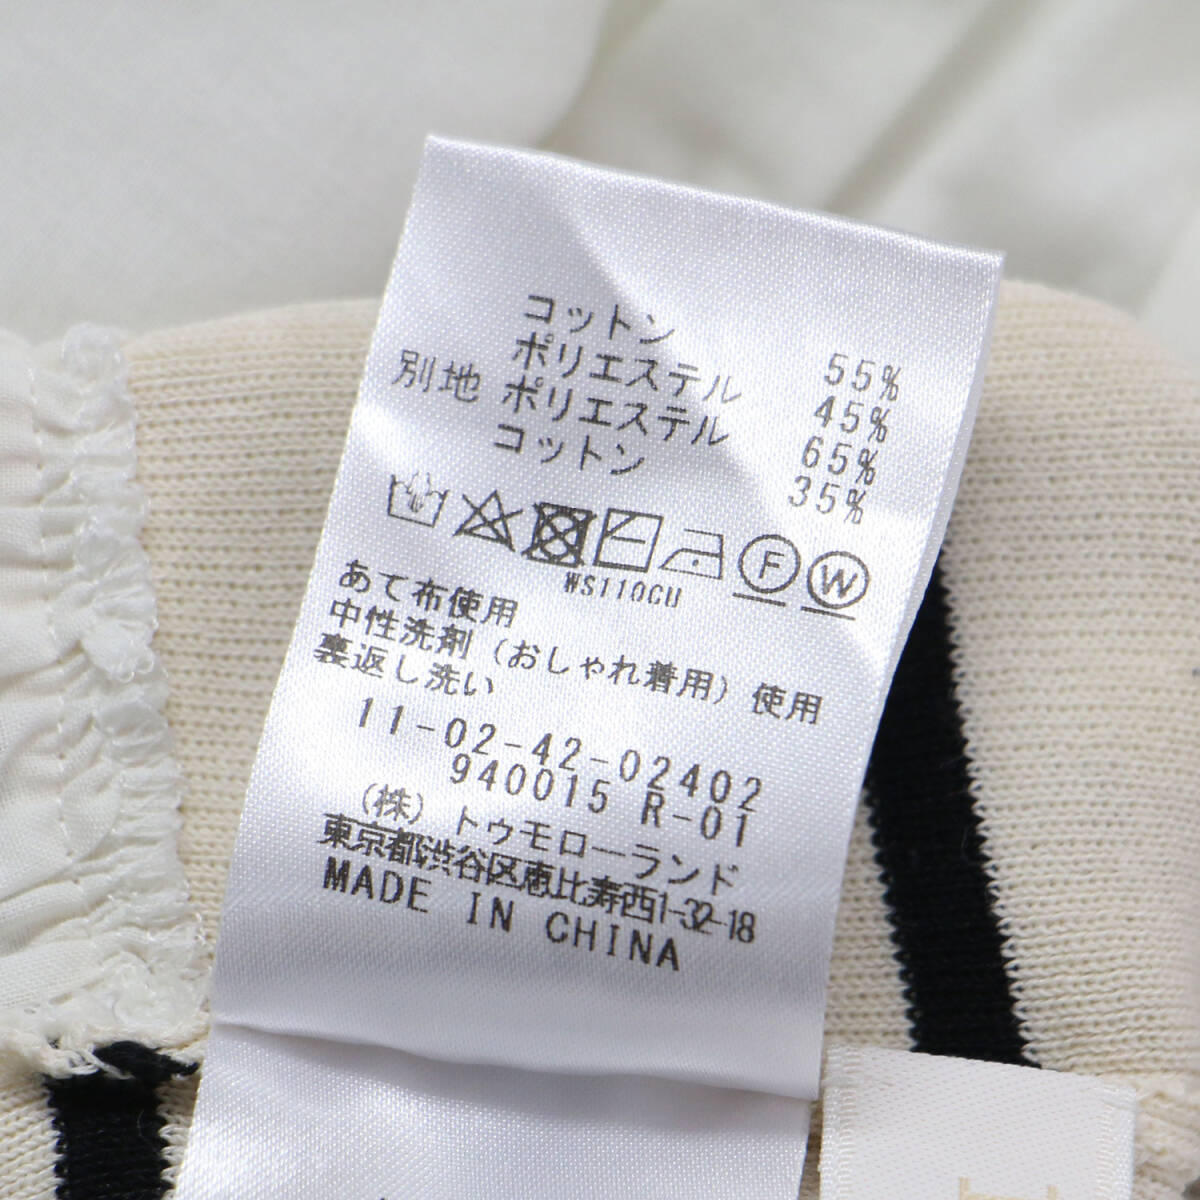 コットン 55%
ポリエステル 45%
別地 ポリエステル 65%
コットン 35%
F W
WS110CU
あて布使用
中性洗剤（おしゃれ着用）使用
裏返し洗い
11-02-42-02402
940015 R-01
（株）トゥモローランド
東京都渋谷区恵比寿西1-32-18
MADE IN CHINA